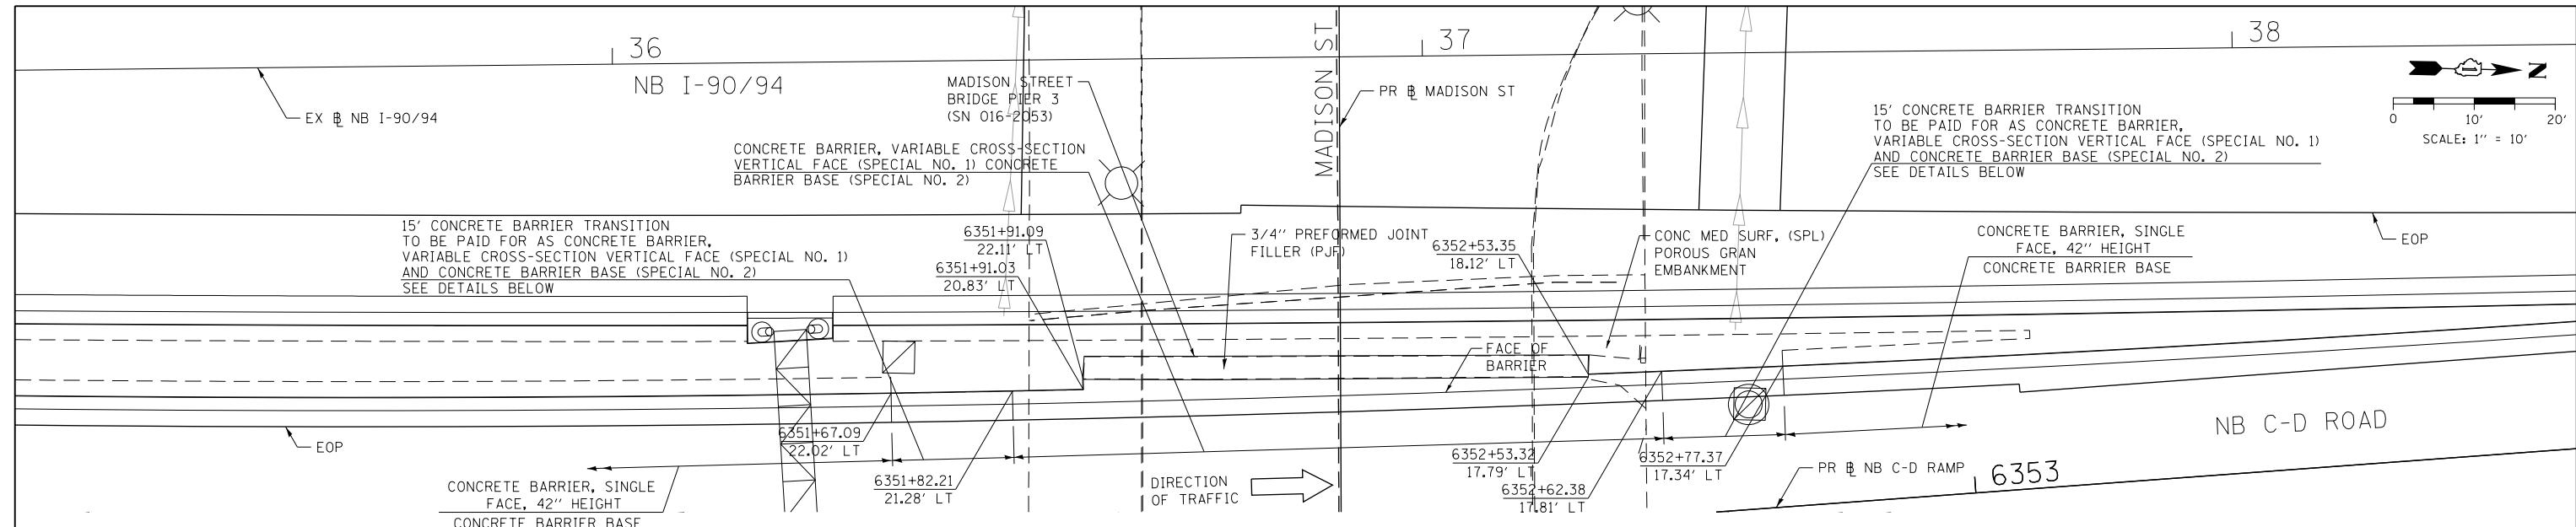 36
37
38
NB I-90/94
EX ⅊ NB I-90/94
MADISON STREET
BRIDGE PIER 3
(SN 016-2053)
MADISON ST
PR ⅊ MADISON ST
15' CONCRETE BARRIER TRANSITION
TO BE PAID FOR AS CONCRETE BARRIER,
VARIABLE CROSS-SECTION VERTICAL FACE (SPECIAL NO. 1)
AND CONCRETE BARRIER BASE (SPECIAL NO. 2)
SEE DETAILS BELOW
N
0 10' 20'
SCALE: 1'' = 10'
CONCRETE BARRIER, VARIABLE CROSS-SECTION
VERTICAL FACE (SPECIAL NO. 1) CONCRETE
BARRIER BASE (SPECIAL NO. 2)
15' CONCRETE BARRIER TRANSITION
TO BE PAID FOR AS CONCRETE BARRIER,
VARIABLE CROSS-SECTION VERTICAL FACE (SPECIAL NO. 1)
AND CONCRETE BARRIER BASE (SPECIAL NO. 2)
SEE DETAILS BELOW
6351+91.09
22.11' LT
6351+91.03
20.83' LT
3/4'' PREFORMED JOINT
FILLER (PJF)
6352+53.35
18.12' LT
CONC MED SURF, (SPL)
POROUS GRAN
EMBANKMENT
CONCRETE BARRIER, SINGLE
FACE, 42'' HEIGHT
CONCRETE BARRIER BASE
EOP
FACE OF
BARRIER
EOP
6351+67.09
22.02' LT
6351+82.21
21.28' LT
CONCRETE BARRIER, SINGLE
FACE, 42'' HEIGHT
CONCRETE BARRIER BASE
DIRECTION
OF TRAFFIC
6352+53.32
17.79' LT
6352+62.38
17.81' LT
6352+77.37
17.34' LT
PR ⅊ NB C-D RAMP
6353
NB C-D ROAD